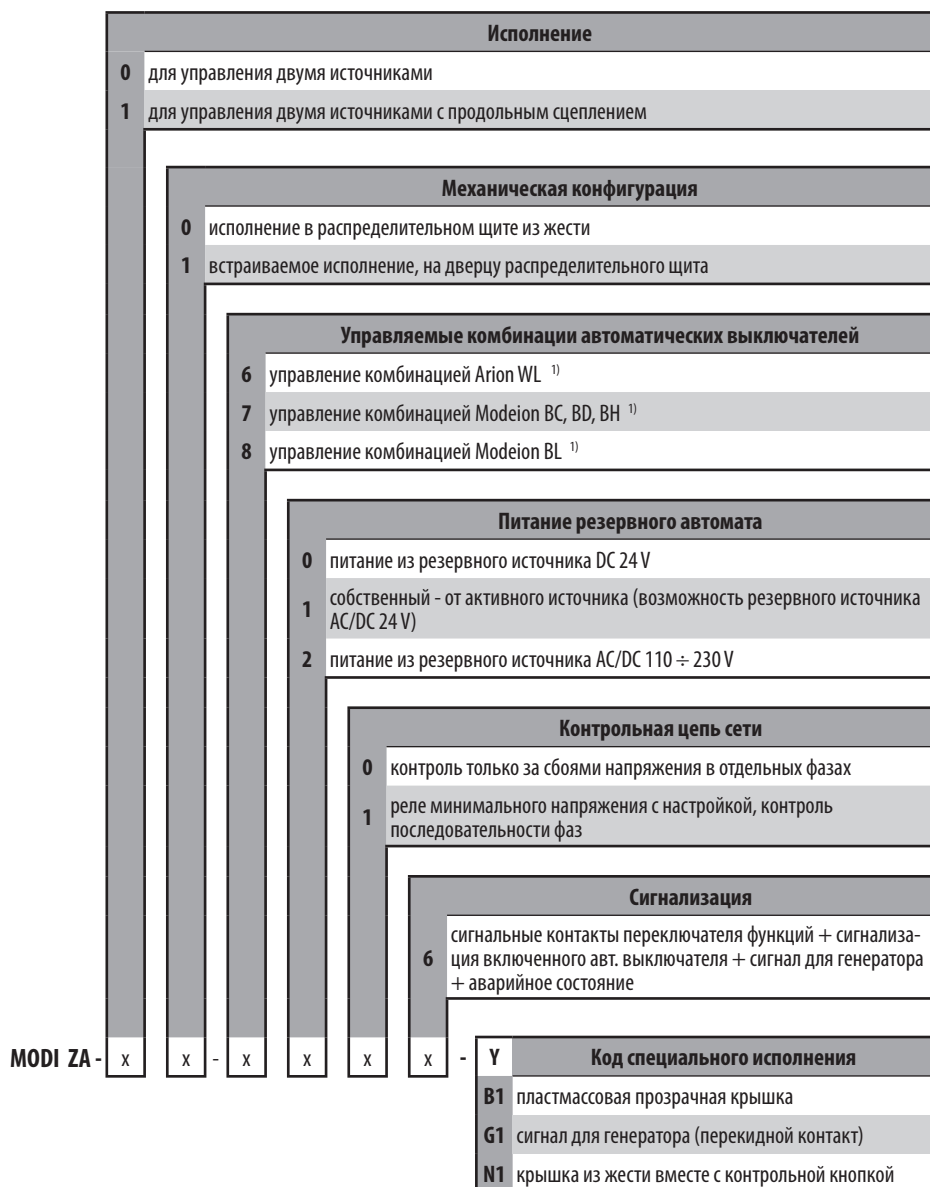 Исполнение
0 для управления двумя источниками
1 для управления двумя источниками с продольным сцеплением
Механическая конфигурация
0 исполнение в распределительном щите из жести
1 встраиваемое исполнение, на дверцу распределительного щита
Управляемые комбинации автоматических выключателей
6 управление комбинацией Arion WL 1)
7 управление комбинацией Modeion BC, BD, BH 1)
8 управление комбинацией Modeion BL 1)
Питание резервного автомата
0 питание из резервного источника DC 24 V
1 собственный - от активного источника (возможность резервного источника
AC/DC 24 V)
2 питание из резервного источника AC/DC 110 ÷ 230 V
Контрольная цепь сети
0 контроль только за сбоями напряжения в отдельных фазах
1 реле минимального напряжения с настройкой, контроль
последовательности фаз
Сигнализация
6 сигнальные контакты переключателя функций + сигнализа-
ция включенного авт. выключателя + сигнал для генератора
+ аварийное состояние
MODI ZA - x x - x x x x - Y Код специального исполнения
B1 пластмассовая прозрачная крышка
G1 сигнал для генератора (перекидной контакт)
N1 крышка из жести вместе с контрольной кнопкой